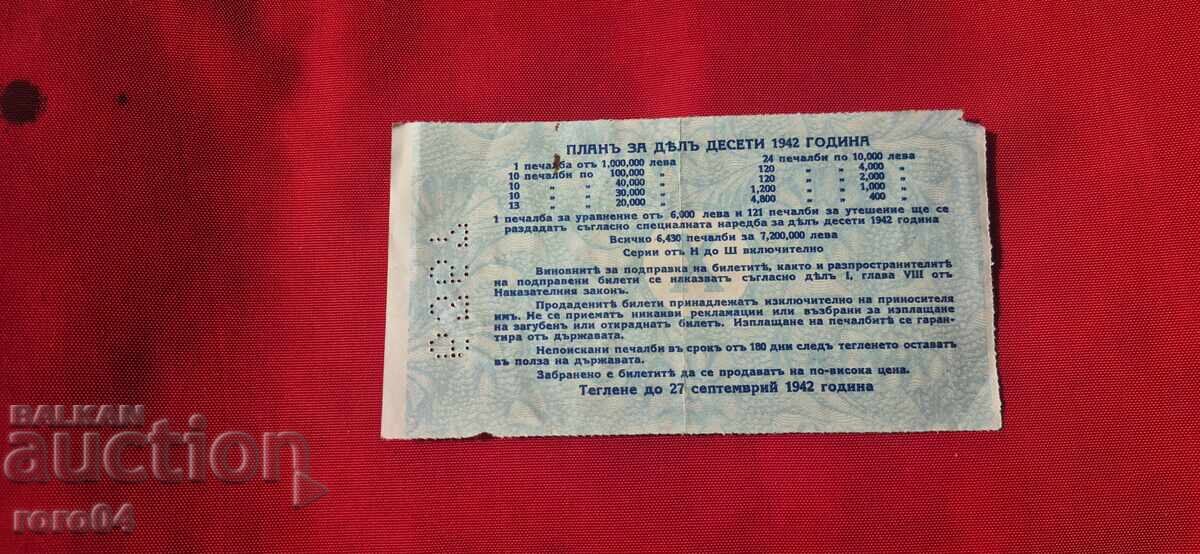 ПЛАНЪ ЗА ДѢЛЪ ДЕСЕТИ 1942 ГОДИНА
1 печалба отъ 1,000,000 лева
10 печалби по 100,000 "
10 " " 40,000 "
10 " " 30,000 "
13 " " 20,000 "
24 печалби по 10,000 лева
120 " " 4,000 "
120 " " 2,000 "
1,200 " " 1,000 "
4,800 " " 400 "
1 печалба за уравнение отъ 6,000 лева и 121 печалби за утешение ще се
раздадатъ съгласно специалната наредба за дѣлъ десети 1942 година
Всичко 6,430 печалби за 7,200,000 лева
Серии отъ Н до Ш включително
Виновнитѣ за подправка на билетитѣ, както и разпространителитѣ
на подправени билети се наказватъ съгласно дѣлъ I, глава VIII отъ
Наказателния законъ.
Продаденитѣ билети принадлежатъ изключително на приносителя
имъ. Не се приематъ никакви рекламации или възбрани за изплащане
на загубенъ или откраднатъ билетъ. Изплащане на печалбитѣ се гаран-
тира отъ държавата.
Непоискани печалби въ срокъ отъ 180 дни следъ тегленето оставатъ
въ полза на държавата.
Забранено е билетитѣ да се продаватъ на по-висока цена.
Теглене до 27 септемврий 1942 година
BALKAN
auction
roro04